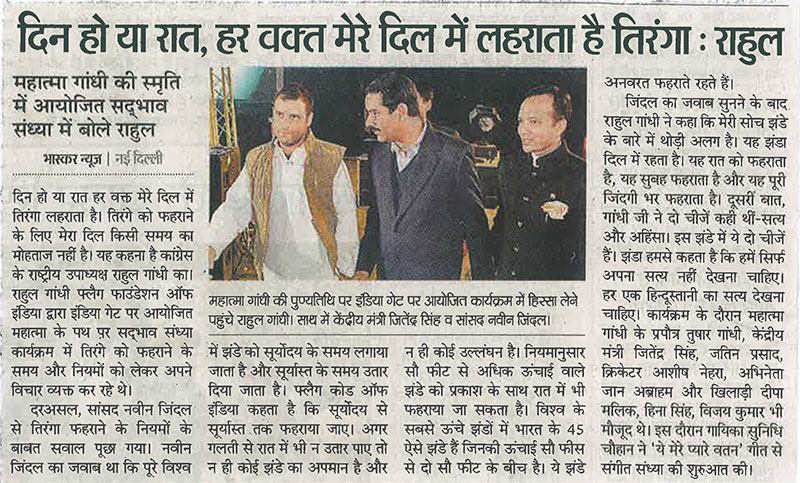 दिन हो या रात, हर वक्त मेरे दिल में लहराता है तिरंगा : राहुल
महात्मा गांधी की स्मृति
में आयोजित सद्भाव
संध्या में बोले राहुल
भास्कर न्यूज | नई दिल्ली
दिन हो या रात हर वक्त मेरे दिल में
तिरंगा लहराता है। तिरंगे को फहराने
के लिए मेरा दिल किसी समय का
मोहताज नहीं है। यह कहना है कांग्रेस
के राष्ट्रीय उपाध्यक्ष राहुल गांधी का।
राहुल गांधी फ्लैग फाउंडेशन ऑफ
इंडिया द्वारा इंडिया गेट पर आयोजित
महात्मा के पथ पर सद्भाव संध्या
कार्यक्रम में तिरंगे को फहराने के
समय और नियमों को लेकर अपने
विचार व्यक्त कर रहे थे।
दरअसल, सांसद नवीन जिंदल
से तिरंगा फहराने के नियमों के
बाबत सवाल पूछा गया। नवीन
जिंदल का जवाब था कि पूरे विश्व
महात्मा गांधी की पुण्यतिथि पर इंडिया गेट पर आयोजित कार्यक्रम में हिस्सा लेने
पहुंचे राहुल गांधी। साथ में केंद्रीय मंत्री जितेंद्र सिंह व सांसद नवीन जिंदल।
में झंडे को सूर्योदय के समय लगाया
जाता है और सूर्यास्त के समय उतार
दिया जाता है। फ्लैग कोड ऑफ
इंडिया कहता है कि सूर्योदय से
सूर्यास्त तक फहराया जाए। अगर
गलती से रात में भी न उतार पाए तो
न ही कोई झंडे का अपमान है और
न ही कोई उल्लंघन है। नियमानुसार
सौ फीट से अधिक ऊंचाई वाले
झंडे को प्रकाश के साथ रात में भी
फहराया जा सकता है। विश्व के
सबसे ऊंचे झंडों में भारत के 45
ऐसे झंडे हैं जिनकी ऊंचाई सौ फीस
से दो सौ फीट के बीच है। ये झंडे
अनवरत फहराते रहते हैं।
जिंदल का जवाब सुनने के बाद
राहुल गांधी ने कहा कि मेरी सोच झंडे
के बारे में थोड़ी अलग है। यह झंडा
दिल में रहता है। यह रात को फहराता
है, यह सुबह फहराता है और यह पूरी
जिंदगी भर फहराता है। दूसरी बात,
गांधी जी ने दो चीजें कही थीं-सत्य
और अहिंसा। इस झंडे में ये दो चीजें
हैं। झंडा हमसे कहता है कि हमें सिर्फ
अपना सत्य नहीं देखना चाहिए।
हर एक हिन्दूस्तानी का सत्य देखना
चाहिए। कार्यक्रम के दौरान महात्मा
गांधी के प्रपौत्र तुषार गांधी, केंद्रीय
मंत्री जितेंद्र सिंह, जतिन प्रसाद,
क्रिकेटर आशीष नेहरा, अभिनेता
जान अब्राहम और खिलाड़ी दीपा
मलिक, हिना सिंह, विजय कुमार भी
मौजूद थे। इस दौरान गायिका सुनिधि
चौहान ने 'ये मेरे प्यारे वतन' गीत से
संगीत संध्या की शुरुआत की।